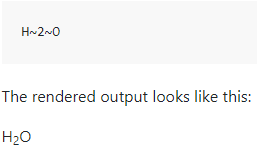 H~2~O
The rendered output looks like this:
H₂O